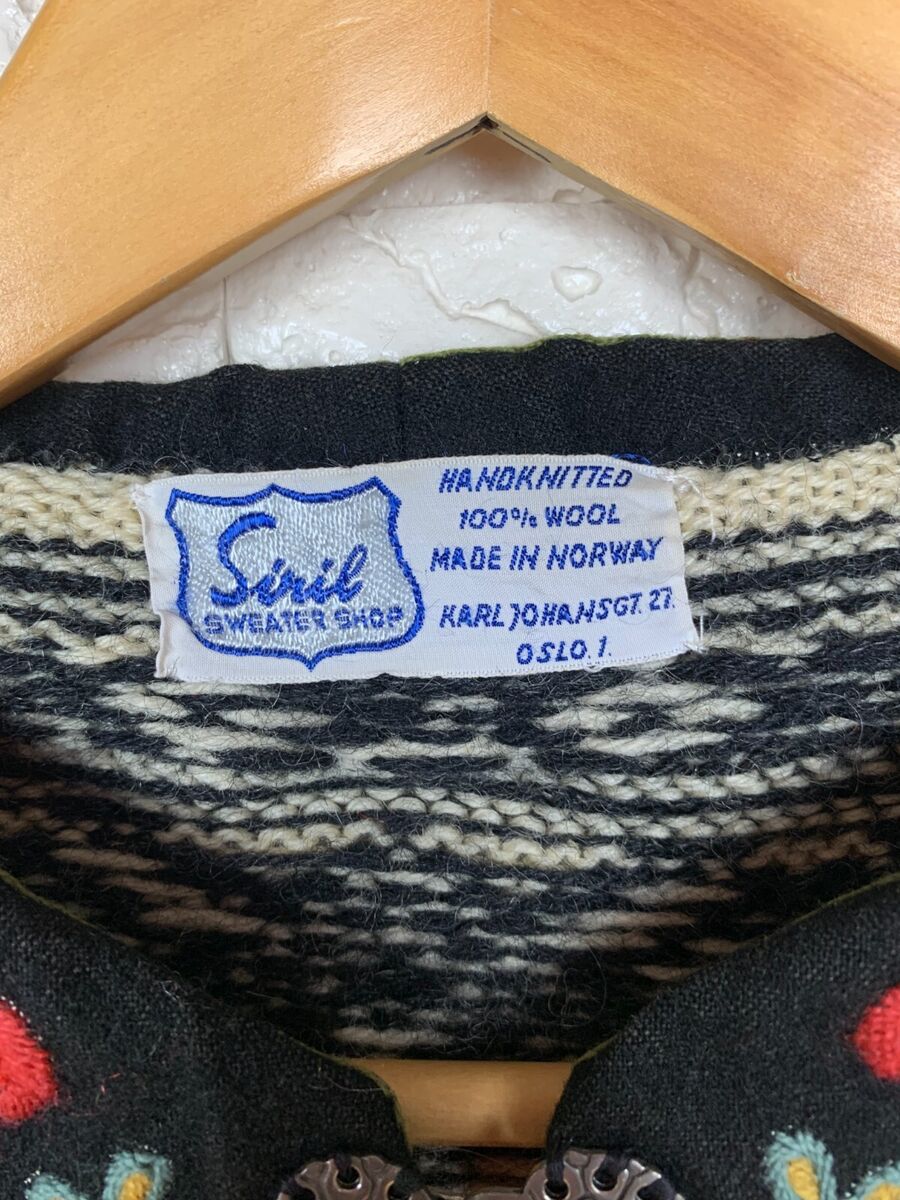 Siril
SWEATER SHOP
HANDKNITTED
100% WOOL
MADE IN NORWAY
KARL JOHANSGT. 27.
OSLO. 1.